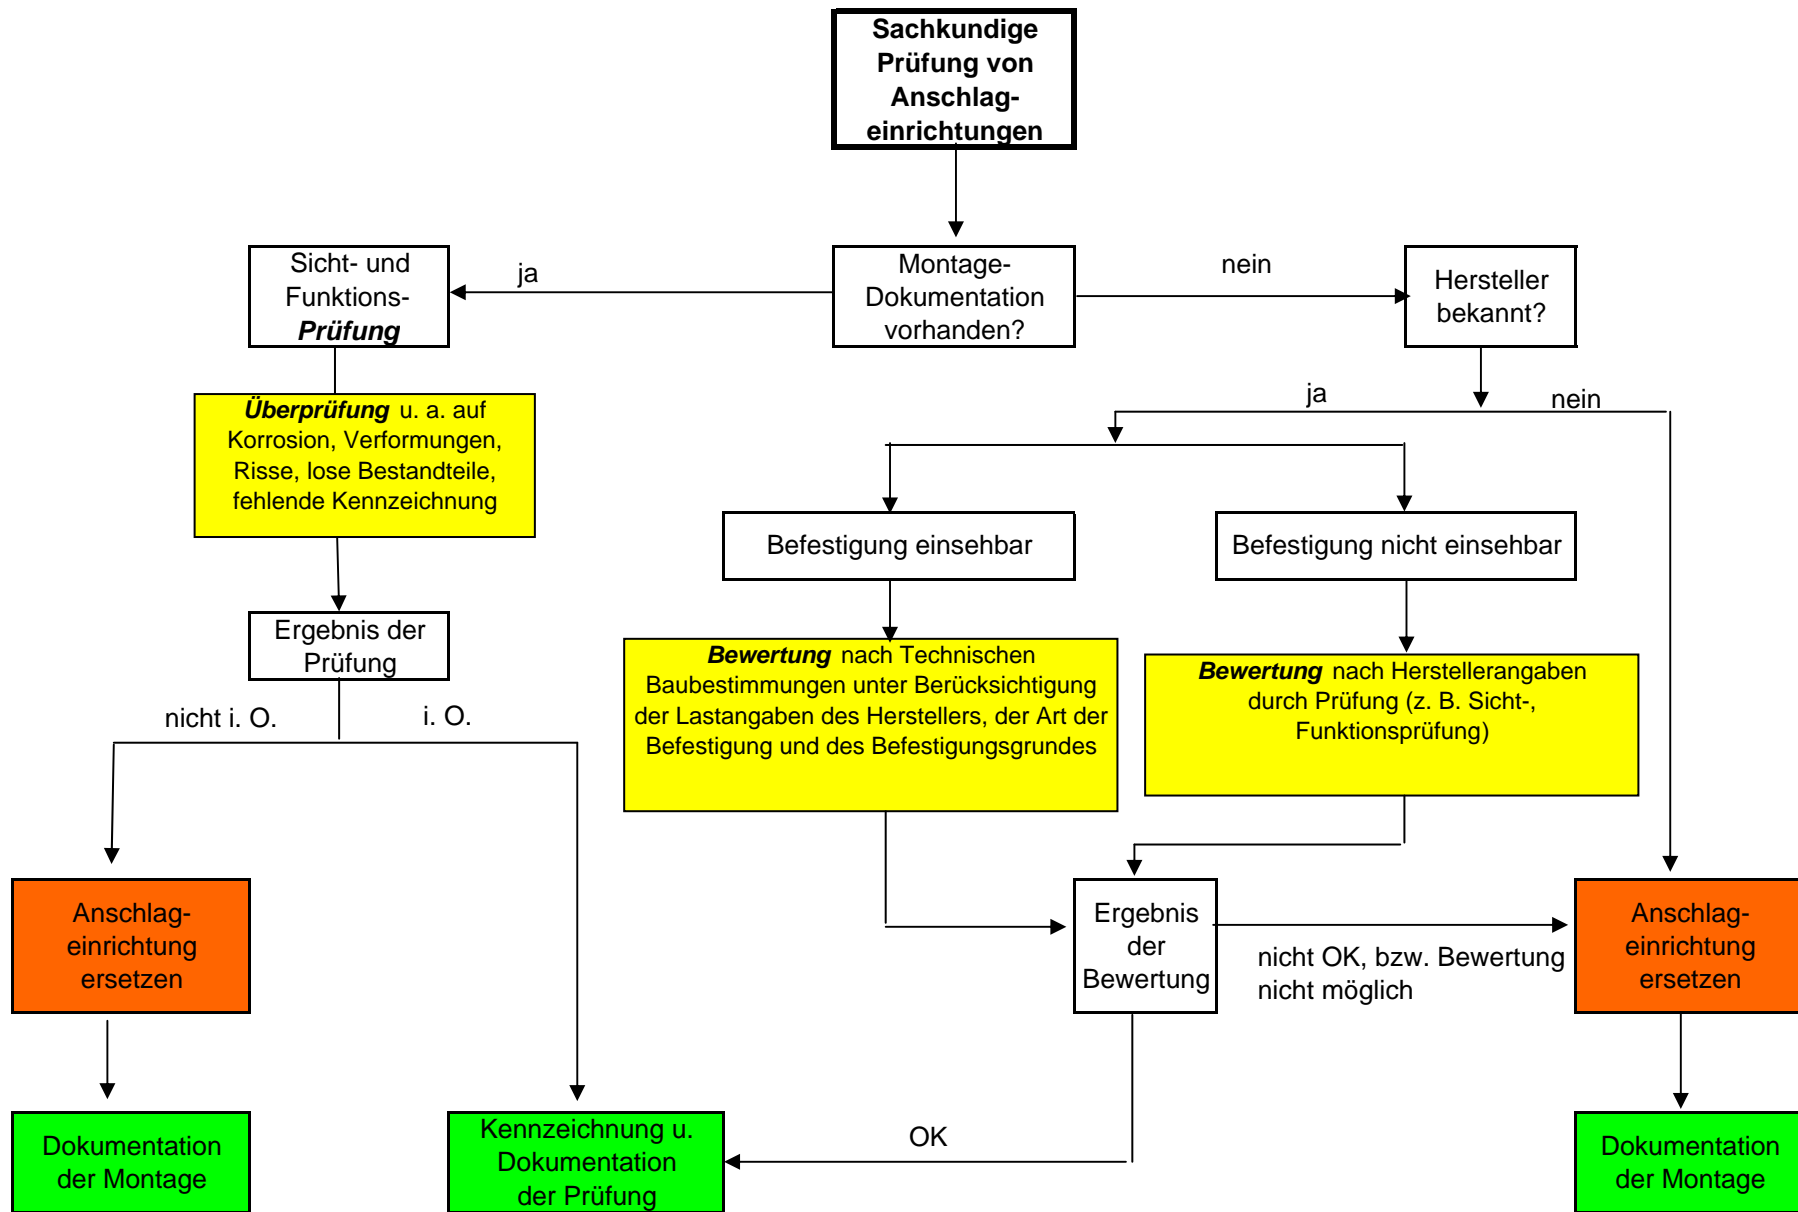 Sachkundige
Prüfung von
Anschlag-
einrichtungen
Sicht- und
Funktions-
Prüfung
ja
Montage-
Dokumentation
vorhanden?
nein
Hersteller
bekannt?
Überprüfung u. a. auf
Korrosion, Verformungen,
Risse, lose Bestandteile,
fehlende Kennzeichnung
ja
nein
Befestigung einsehbar
Befestigung nicht einsehbar
Ergebnis der
Prüfung
Bewertung nach Technischen
Baubestimmungen unter Berücksichtigung
der Lastangaben des Herstellers, der Art der
Befestigung und des Befestigungsgrundes
Bewertung nach Herstellerangaben
durch Prüfung (z. B. Sicht-,
Funktionsprüfung)
nicht i. O.
i. O.
Anschlag-
einrichtung
ersetzen
Ergebnis
der
Bewertung
nicht OK, bzw. Bewertung
nicht möglich
Anschlag-
einrichtung
ersetzen
Dokumentation
der Montage
Kennzeichnung u.
Dokumentation
der Prüfung
OK
Dokumentation
der Montage